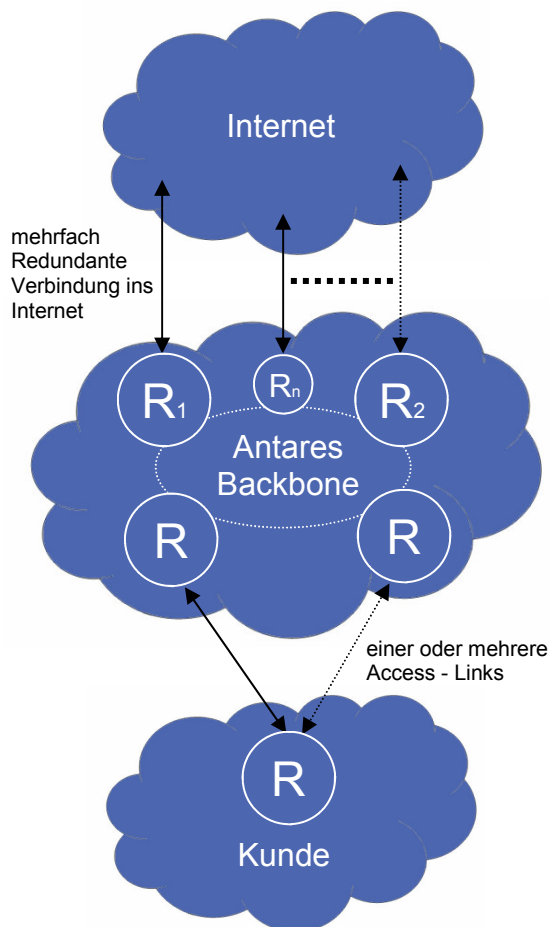 Internet
mehrfach
Redundante
Verbindung ins
Internet
R1
Rn
R2
Antares
Backbone
R
R
einer oder mehrere
Access - Links
R
Kunde